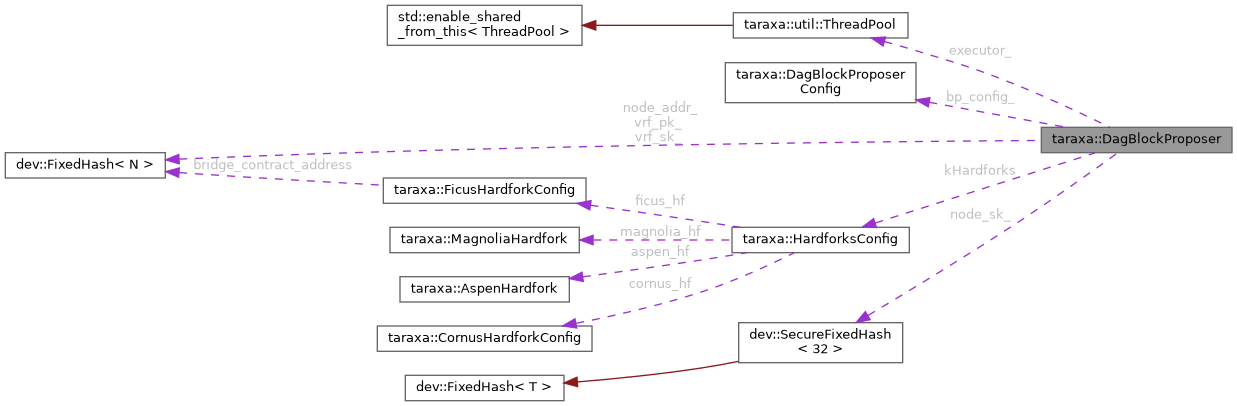 std::enable_shared
_from_this< ThreadPool >
taraxa::util::ThreadPool
executor_
taraxa::DagBlockProposer
Config
bp_config_
node_addr_
vrf_pk_
vrf_sk_
taraxa::DagBlockProposer
dev::FixedHash< N >
bridge_contract_address
kHardforks
taraxa::FicusHardforkConfig
ficus_hf
node_sk_
taraxa::MagnoliaHardfork
magnolia_hf
taraxa::HardforksConfig
aspen_hf
taraxa::AspenHardfork
cornus_hf
taraxa::CornusHardforkConfig
dev::SecureFixedHash
< 32 >
dev::FixedHash< T >